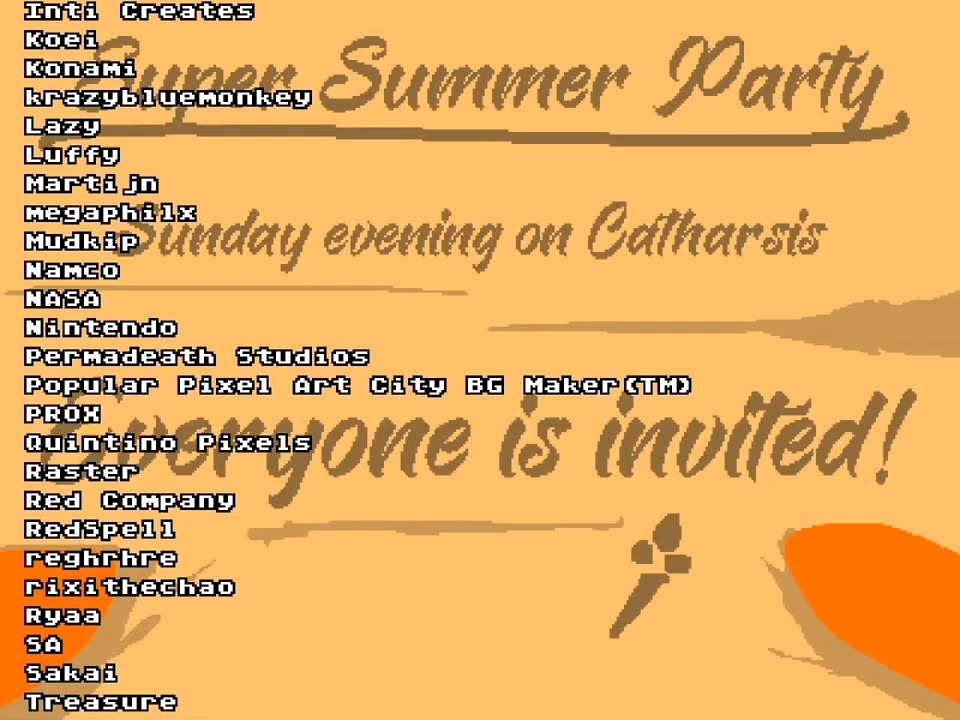 Inti Creates
Koei
Konami
krazybluemonkey
Lazy
Luffy
Martijn
megaphilx
Mudkip
Namco
NASA
Nintendo
Permadeath Studios
Popular Pixel Art City BG Maker(TM)
PROX
Quintino Pixels
Raster
Red Company
RedSpell
reghrhre
rixithechao
Ryaa
SA
Sakai
Treasure
Super Summer Party
Sunday evening on Catharsis
Everyone is invited!